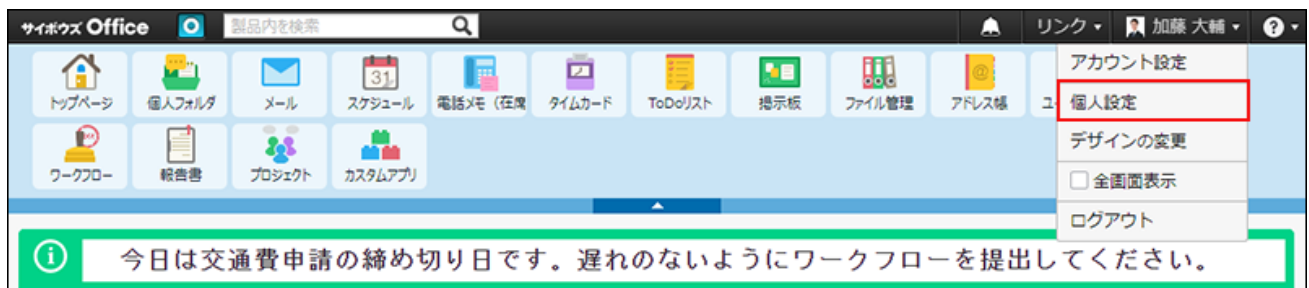 サイボウズ Office 製品内を検索 リンク 加藤 大輔 ?
トップページ 個人フォルダ メール スケジュール 電話メモ（在席 タイムカード ToDoリスト 掲示板 ファイル管理 アドレス帳 ユ
31
ワークフロー 報告書 プロジェクト カスタムアプリ
アカウント設定
個人設定
デザインの変更
全画面表示
ログアウト
今日は交通費申請の締め切り日です。遅れのないようにワークフローを提出してください。